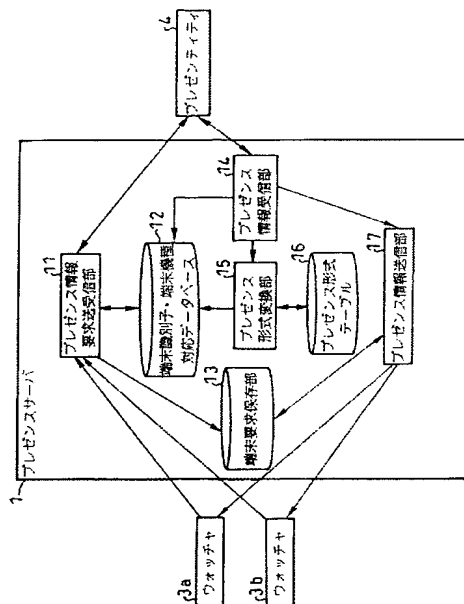 1
プレゼンスサーバ
11
プレゼンス情報
要求送受信部
12
端末識別子・端末機種
対応データベース
13
端末要求保存部
14
プレゼンス
情報受信部
15
プレゼンス
形式変換部
16
プレゼンス形式
テーブル
17
プレゼンス情報送信部
3a
ウォッチャ
3b
ウォッチャ
4
プレゼンティティ